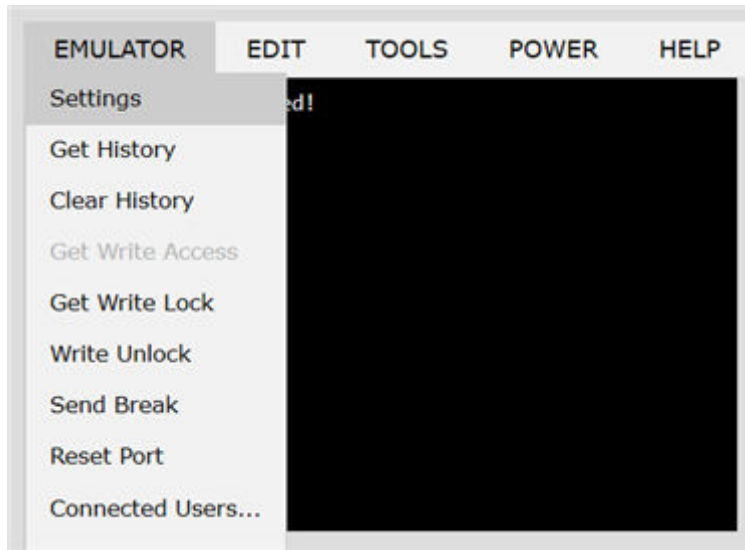 EMULATOR EDIT TOOLS POWER HELP
Settings
ed!
Get History
Clear History
Get Write Access
Get Write Lock
Write Unlock
Send Break
Reset Port
Connected Users...